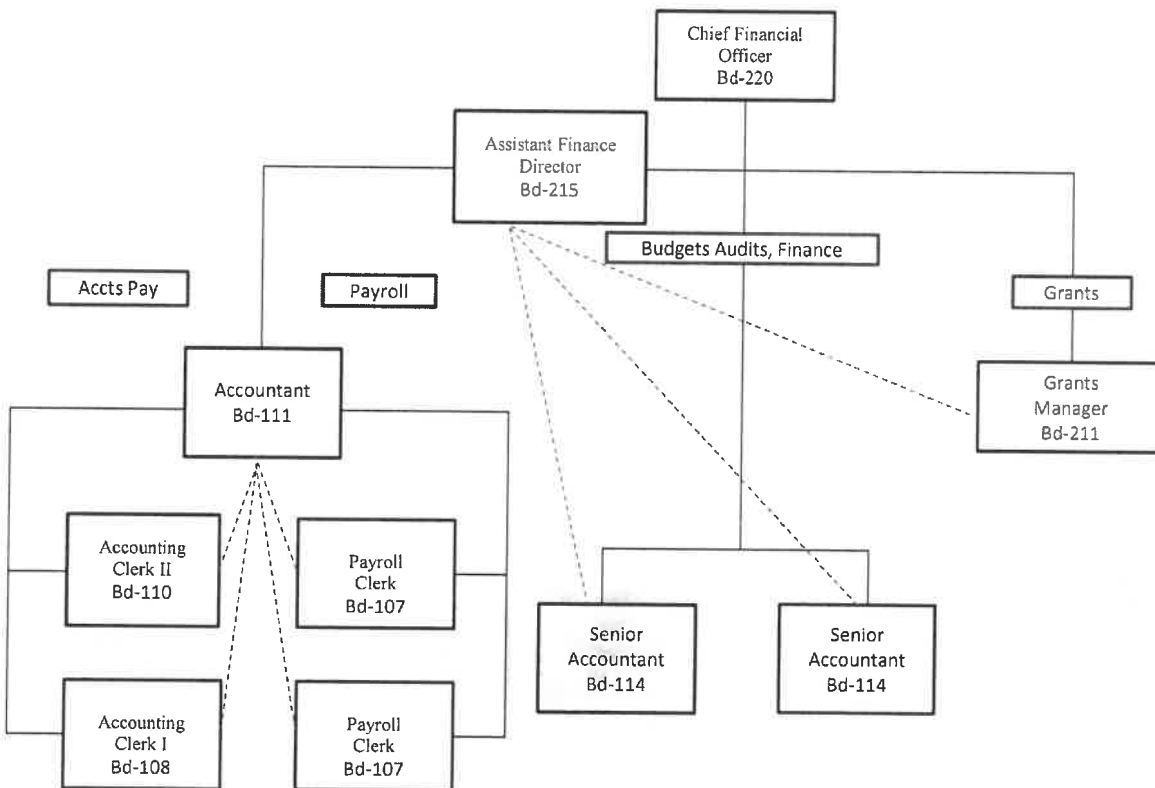 Chief Financial
Officer
Bd-220
Assistant Finance
Director
Bd-215
Budgets Audits, Finance
Accts Pay
Payroll
Grants
Accountant
Bd-111
Grants
Manager
Bd-211
Accounting
Clerk II
Bd-110
Payroll
Clerk
Bd-107
Senior
Accountant
Bd-114
Senior
Accountant
Bd-114
Accounting
Clerk I
Bd-108
Payroll
Clerk
Bd-107